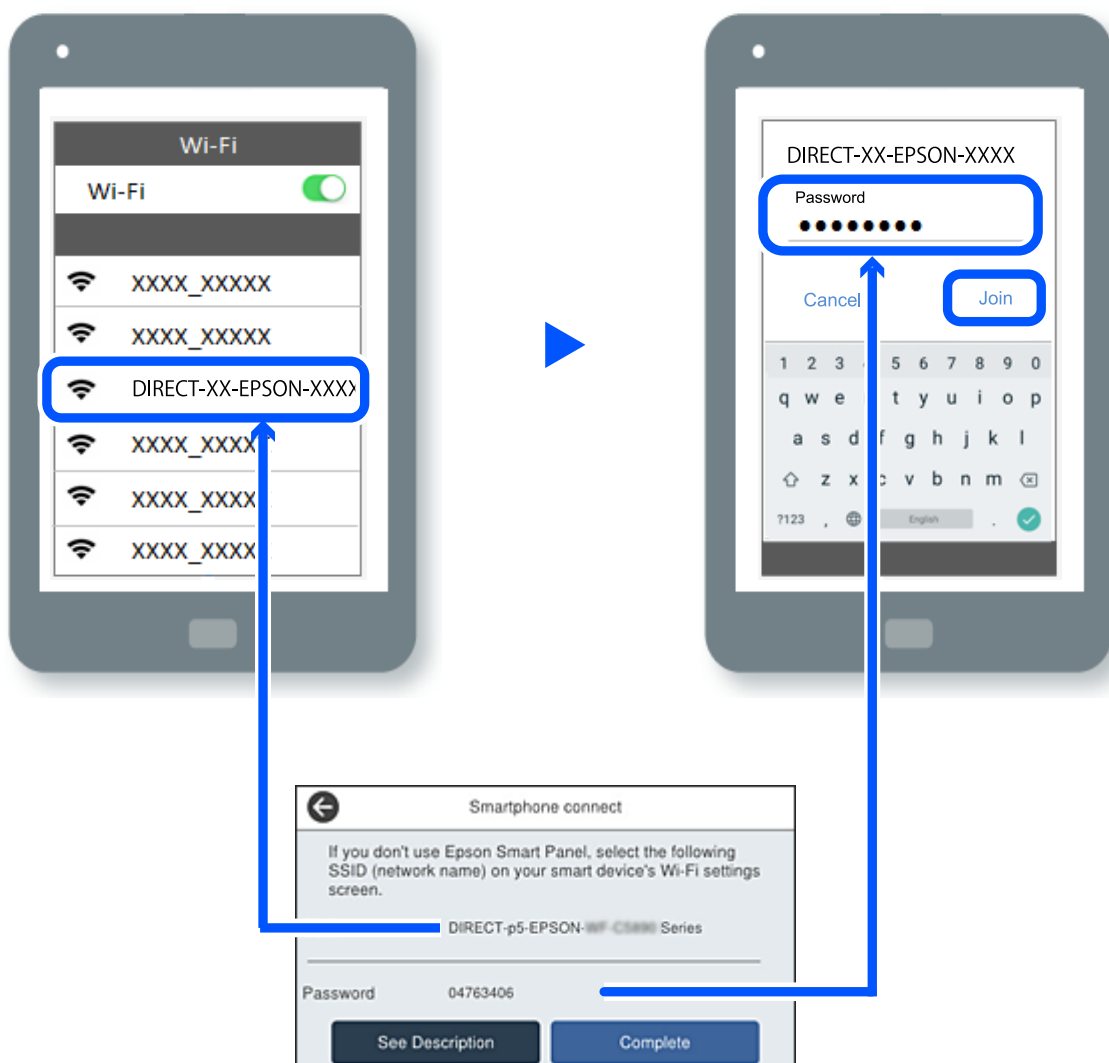 Wi-Fi
Wi-Fi
XXXX_XXXXX
XXXX_XXXXX
DIRECT-XX-EPSON-XXXX
XXXX_XXXX
XXXX_XXXX
XXXX_XXXX
DIRECT-XX-EPSON-XXXX
Password
●●●●●●●●
Cancel
Join
1 2 3 5 6 7 8 9 0
q w e t y u i o p
a s d f g h j k l
z x c v b n m
?123 , English .
Smartphone connect
If you don't use Epson Smart Panel, select the following
SSID (network name) on your smart device's Wi-Fi settings
screen.
DIRECT-p5-EPSON- Series
Password 04763406
See Description
Complete